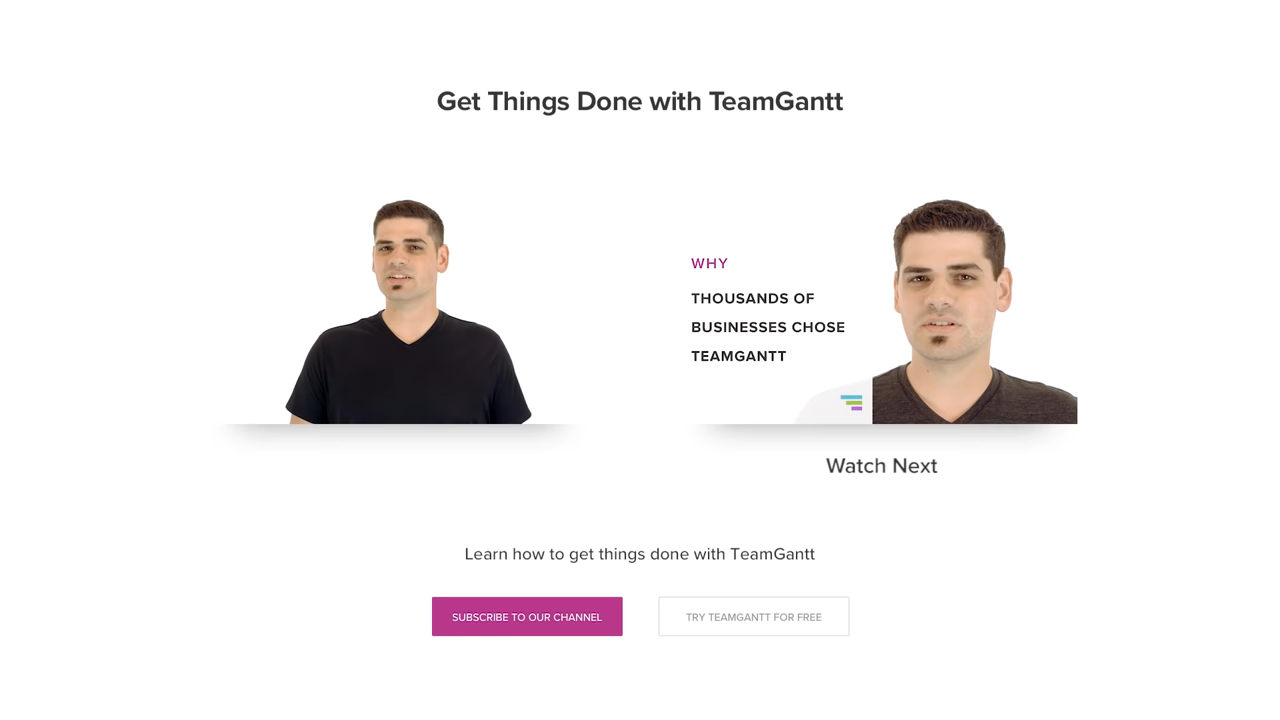 Get Things Done with TeamGantt
WHY
THOUSANDS OF
BUSINESSES CHOSE
TEAMGANTT
Watch Next
Learn how to get things done with TeamGantt
SUBSCRIBE TO OUR CHANNEL
TRY TEAMGANTT FOR FREE